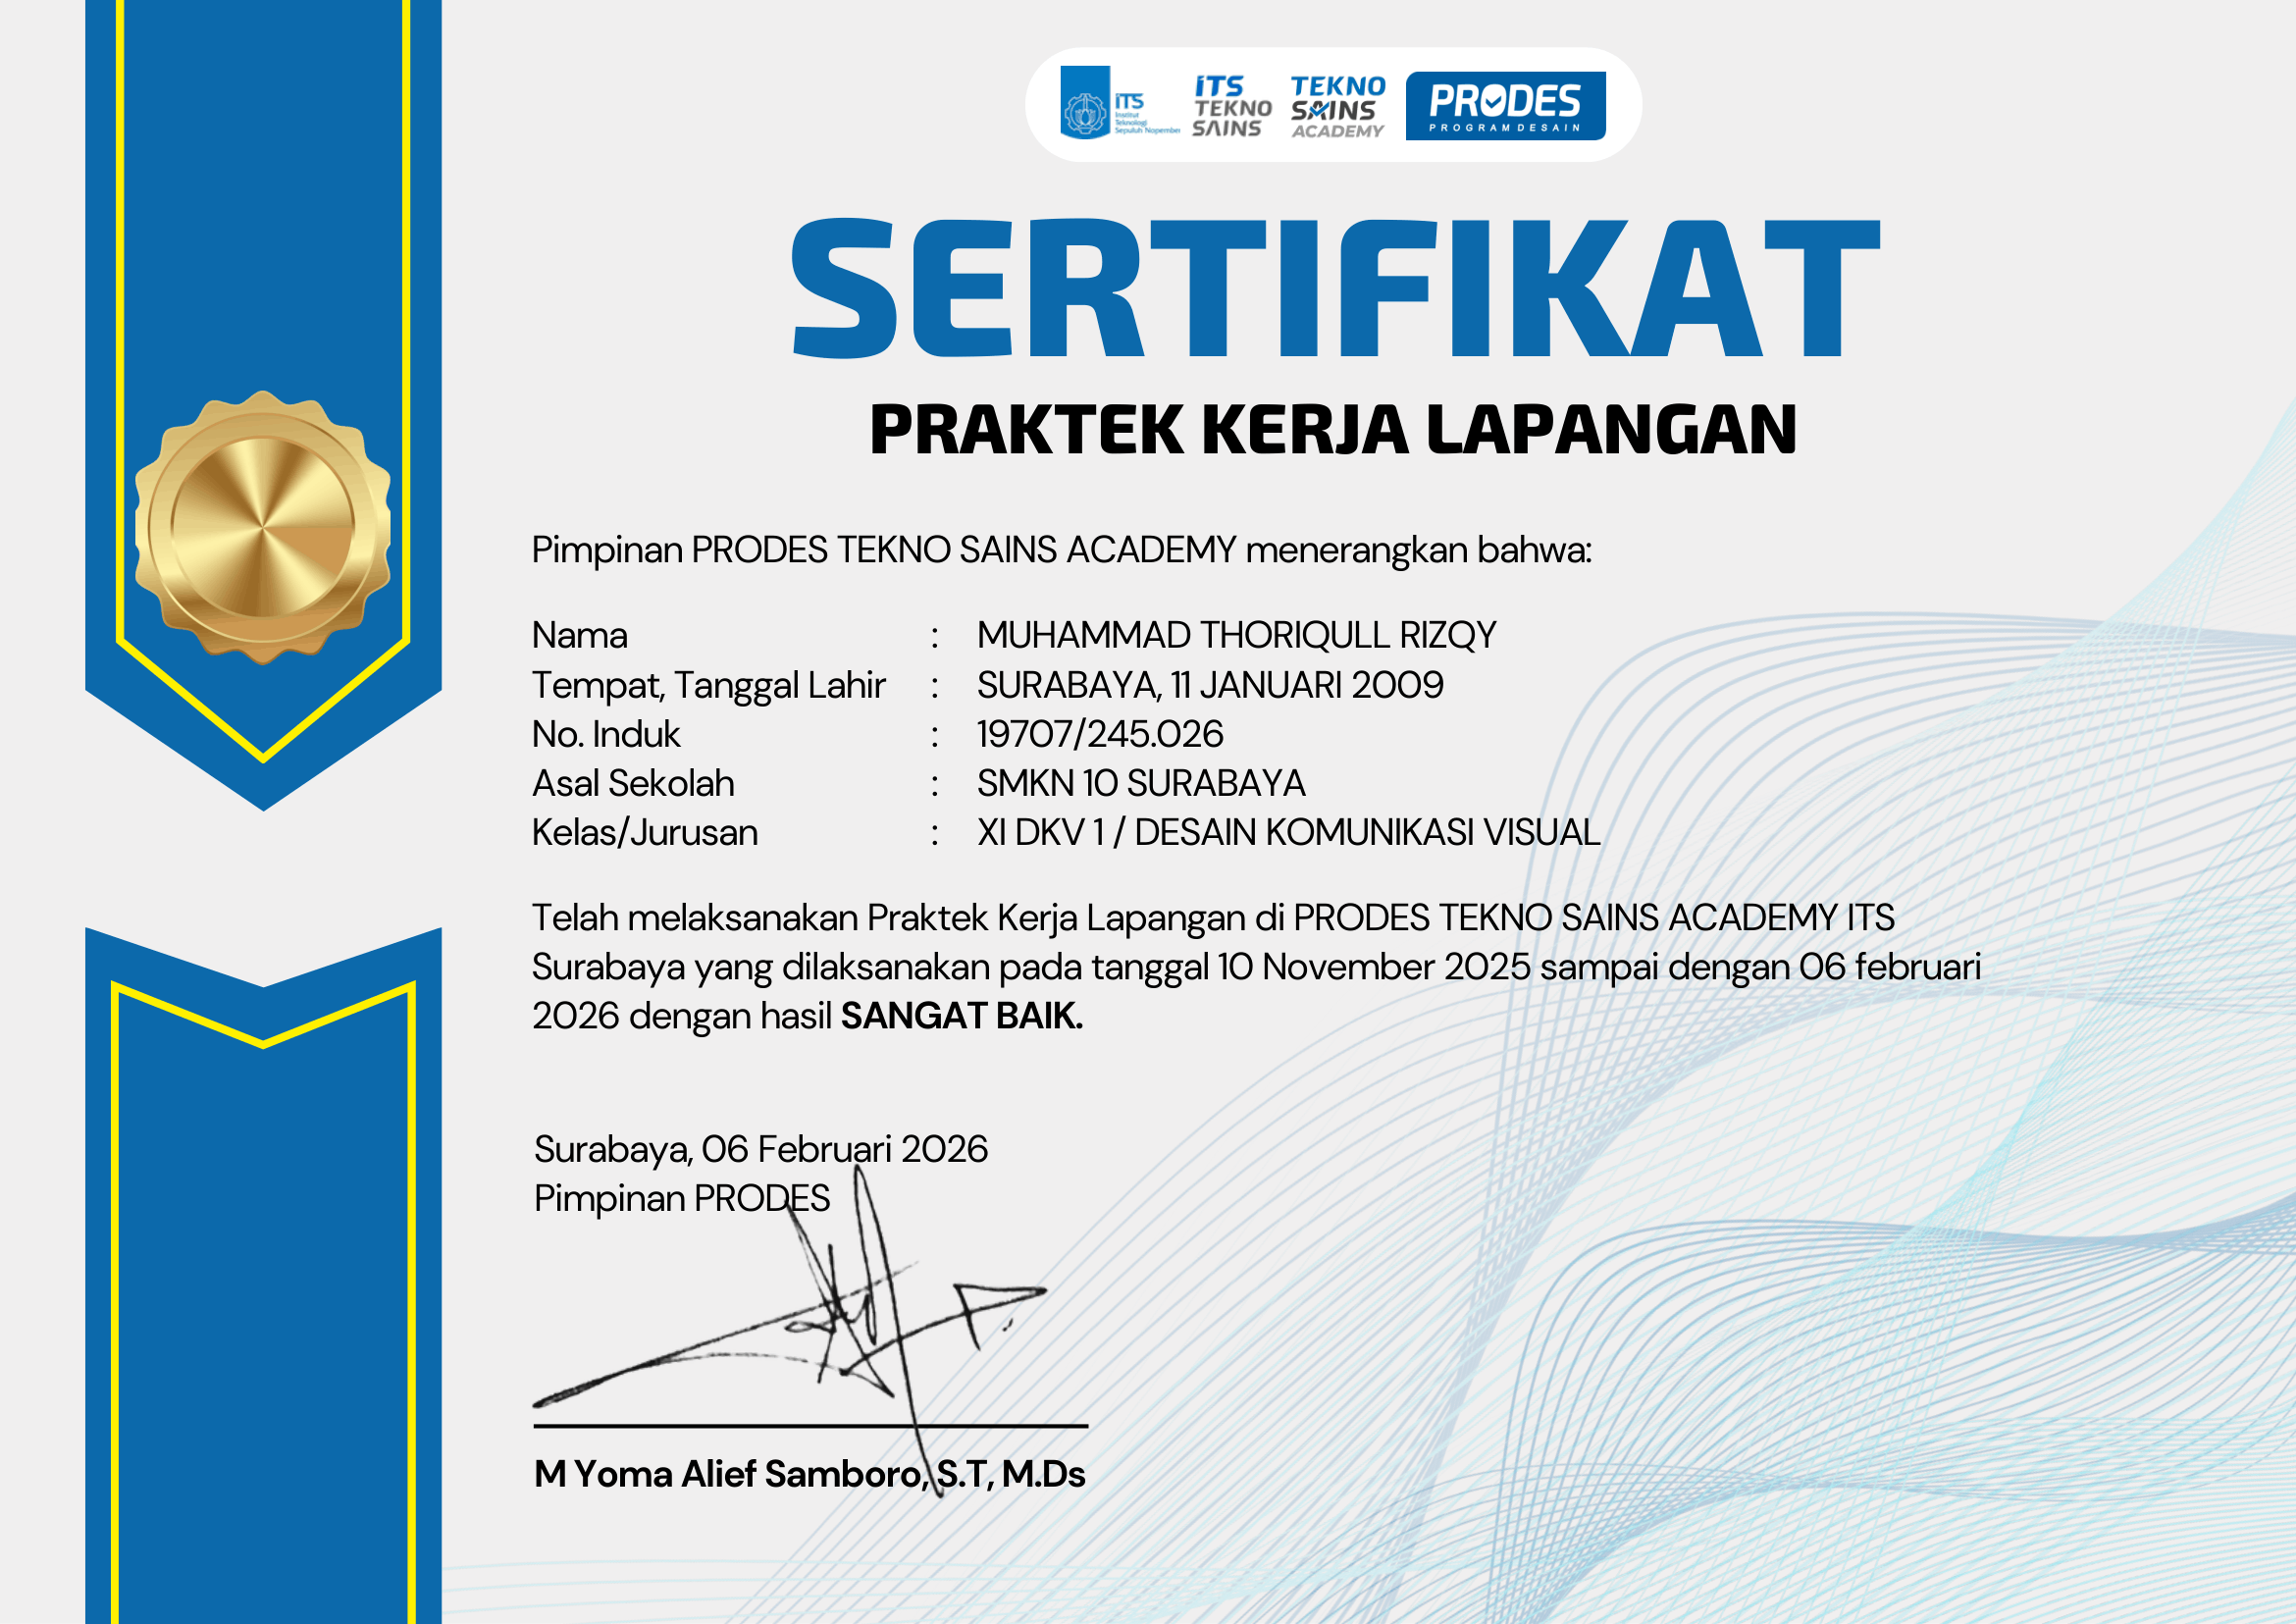 ITS
Institut
Teknologi
Sepuluh Nopember
ITS
TEKNO
SAINS
TEKNO
SAINS
ACADEMY
PRODES
PROGRAM DESAIN
SERTIFIKAT
PRAKTEK KERJA LAPANGAN
Pimpinan PRODES TEKNO SAINS ACADEMY menerangkan bahwa:
Nama : MUHAMMAD THORIQULL RIZQY
Tempat, Tanggal Lahir : SURABAYA, 11 JANUARI 2009
No. Induk : 19707/245.026
Asal Sekolah : SMKN 10 SURABAYA
Kelas/Jurusan : XI DKV 1 / DESAIN KOMUNIKASI VISUAL
Telah melaksanakan Praktek Kerja Lapangan di PRODES TEKNO SAINS ACADEMY ITS
Surabaya yang dilaksanakan pada tanggal 10 November 2025 sampai dengan 06 februari
2026 dengan hasil SANGAT BAIK.
Surabaya, 06 Februari 2026
Pimpinan PRODES
M Yoma Alief Samboro, S.T, M.Ds